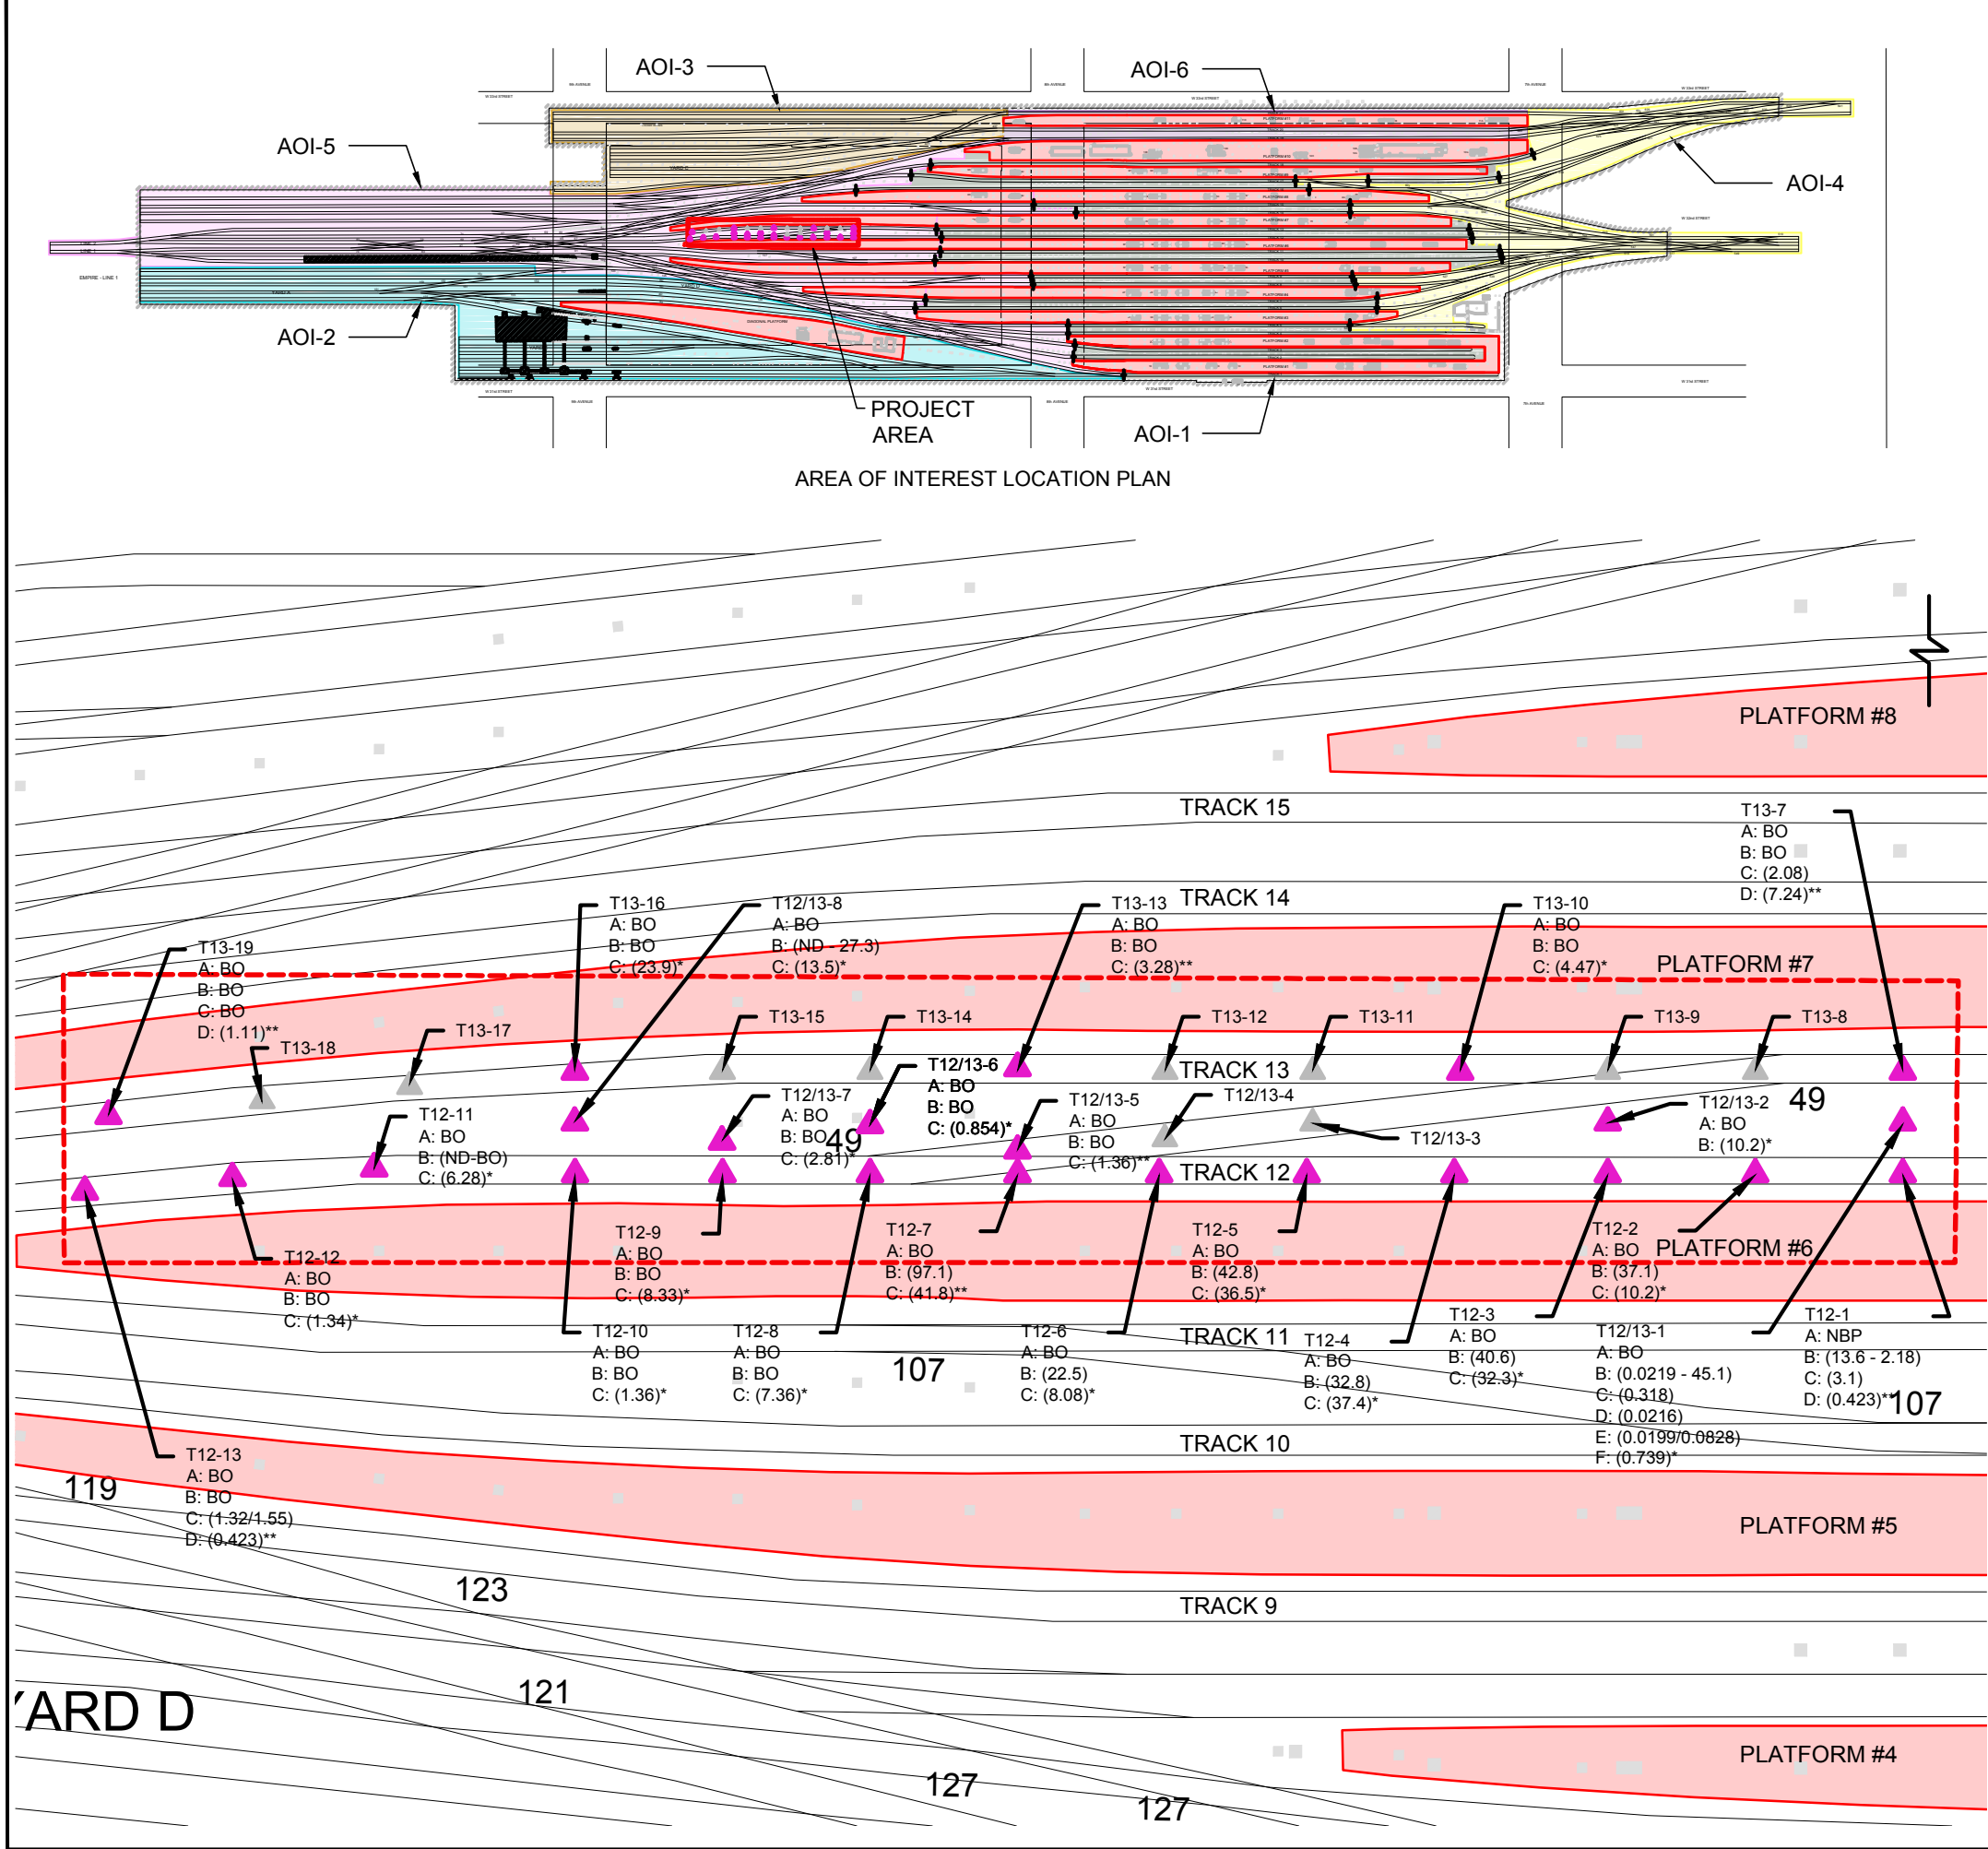 AOI-3
AOI-6
AOI-5
AOI-4
AOI-2
PROJECT
AREA
AOI-1
AREA OF INTEREST LOCATION PLAN
PLATFORM #8
TRACK 15
T13-7
A: BO
B: BO
C: (2.08)
D: (7.24)**
TRACK 14
T13-16
A: BO
B: BO
C: (23.9)*
T12/13-8
A: BO
B: (ND - 27.3)
C: (13.5)*
T13-13
A: BO
B: BO
C: (3.28)**
T13-10
A: BO
B: BO
C: (4.47)*
PLATFORM #7
T13-19
A: BO
B: BO
C: BO
D: (1.11)**
T13-18
T13-17
T13-15
T13-14
T13-12
T13-11
T13-9
T13-8
TRACK 13
T12/13-6
A: BO
B: BO
C: (0.854)*
T12/13-7
A: BO
B: BO
C: (2.81)*
49
T12/13-5
A: BO
B: BO
C: (1.36)**
T12/13-4
T12/13-3
T12/13-2
A: BO
B: (10.2)*
49
T12-11
A: BO
B: (ND-BO)
C: (6.28)*
TRACK 12
T12-12
A: BO
B: BO
C: (1.34)*
T12-9
A: BO
B: BO
C: (8.33)*
T12-7
A: BO
B: (97.1)
C: (41.8)**
T12-5
A: BO
B: (42.8)
C: (36.5)*
T12-2
A: BO
B: (37.1)
C: (10.2)*
PLATFORM #6
T12-10
A: BO
B: BO
C: (1.36)*
T12-8
A: BO
B: BO
C: (7.36)*
107
T12-6
A: BO
B: (22.5)
C: (8.08)*
TRACK 11
T12-4
A: BO
B: (32.8)
C: (37.4)*
T12-3
A: BO
B: (40.6)
C: (32.3)*
T12/13-1
A: BO
B: (0.0219 - 45.1)
C: (0.318)
D: (0.0216)
E: (0.0199/0.0828)
F: (0.739)*
T12-1
A: NBP
B: (13.6 - 2.18)
C: (3.1)
D: (0.423)**
107
TRACK 10
T12-13
A: BO
B: BO
C: (1.32/1.55)
D: (0.423)**
119
PLATFORM #5
123
TRACK 9
121
YARD D
PLATFORM #4
127
127